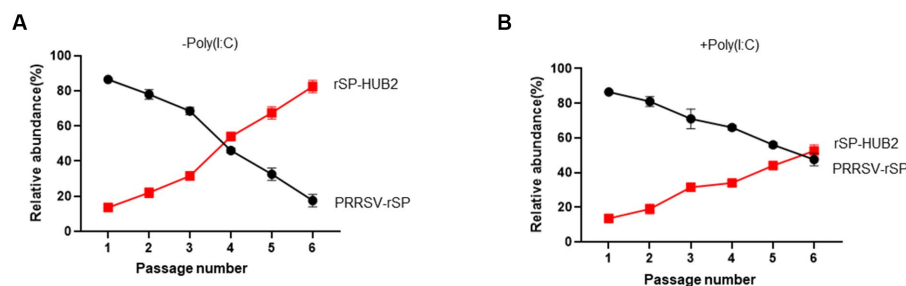 A
-Poly(I:C)
Relative abundance(%)
100
80
60
40
20
0
rSP-HUB2
PRRSV-rSP
1 2 3 4 5 6
Passage number
B
+Poly(I:C)
Relative abundance(%)
100
80
60
40
20
0
rSP-HUB2
PRRSV-rSP
1 2 3 4 5 6
Passage number